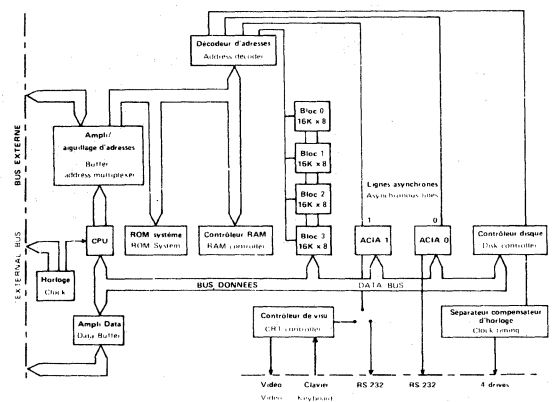 Décodeur d'adresses
Address decoder
Bloc 0
16K x 8
Ampli/
aiguillage d'adresses
Buffer
address multiplexer
Bloc 1
16K x 8
Bloc 2
16K x 8
Lignes asynchrones
Asynchronous lines
1
0
BUS EXTERNE
EXTERNAL BUS
CPU
ROM système
ROM System
Contrôleur RAM
RAM controller
Bloc 3
16K x 8
ACIA 1
ACIA 0
Contrôleur disque
Disk controller
Horloge
Clock
BUS DONNEES
DATA BUS
Ampli Data
Data Buffer
Contrôleur de visu
CRT controller
Séparateur compensateur
d'horloge
Clock timing
Vidéo
Video
Clavier
Keyboard
RS 232
RS 232
4 drives